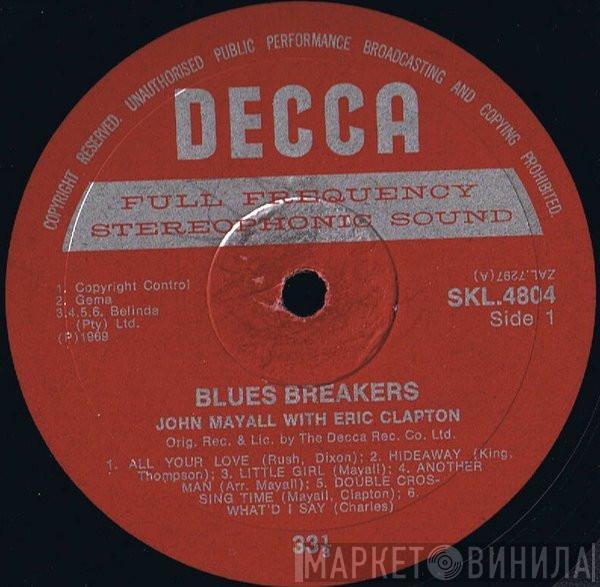 COPYRIGHT RESERVED. UNAUTHORISED PUBLIC PERFORMANCE BROADCASTING AND COPYING PROHIBITED.
DECCA
FULL FREQUENCY
STEREOPHONIC SOUND
1. Copyright Control
2. Gema
3.4.5.6. Belinda
(Pty) Ltd.
(P)1969
ZAL.7297(A)
SKL.4804
Side 1
BLUES BREAKERS
JOHN MAYALL WITH ERIC CLAPTON
Orig. Rec. & Lic. by The Decca Rec. Co. Ltd.
1. ALL YOUR LOVE (Rush, Dixon); 2. HIDEAWAY (King,
Thompson); 3. LITTLE GIRL (Mayall); 4. ANOTHER
MAN (Arr. Mayall); 5. DOUBLE CROS-
SING TIME (Mayall, Clapton); 6.
WHAT'D I SAY (Charles)
33⅓
МАРКЕТ ВИНИЛА